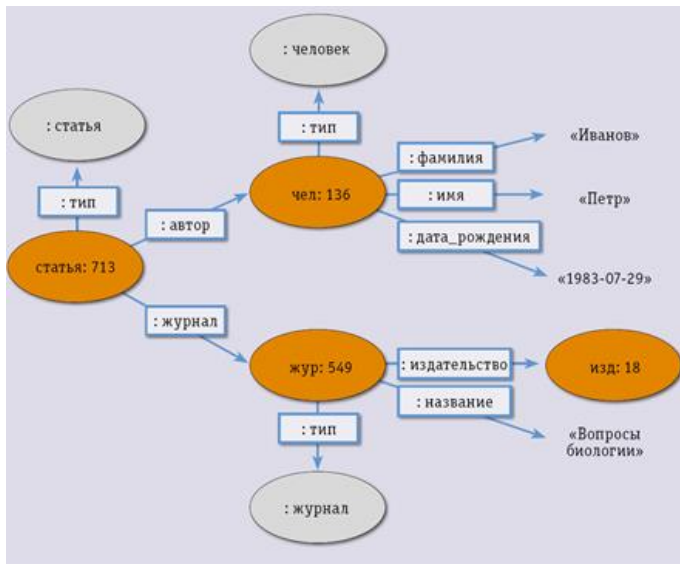 : человек
: статья
: тип
: фамилия
«Иванов»
: тип
чел: 136
: имя
«Петр»
: автор
: дата_рождения
статья: 713
«1983-07-29»
: журнал
жур: 549
: издательство
изд: 18
: название
: тип
«Вопросы
биологии»
: журнал